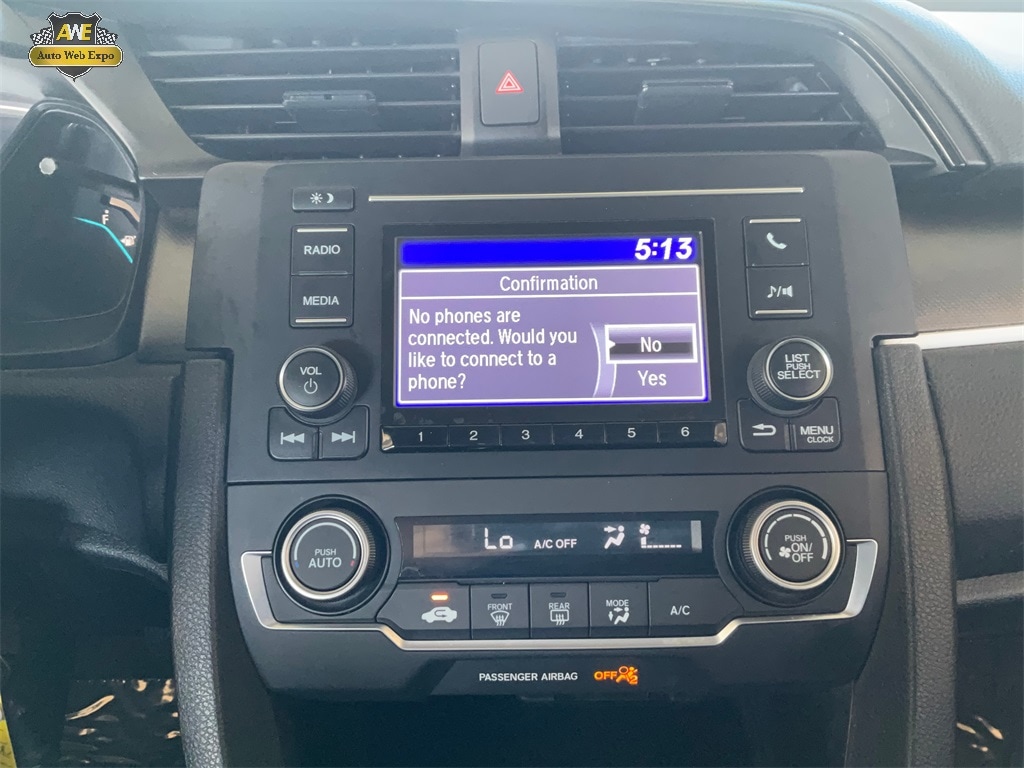 AWE
Auto Web Expo
F
RADIO
MEDIA
VOL
5:13
Confirmation
No phones are
connected. Would you
like to connect to a
phone?
No
Yes
LIST
PUSH
SELECT
MENU
CLOCK
1 2 3 4 5 6
PUSH
AUTO
Lo A/C OFF
PUSH
ON/
OFF
FRONT
REAR
MODE
A/C
PASSENGER AIRBAG OFF 2